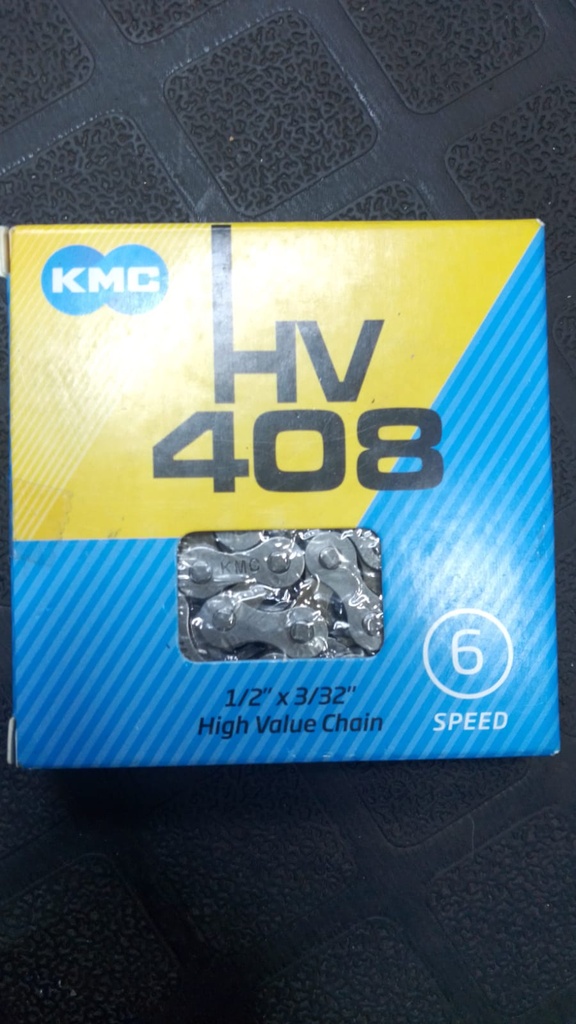 KMC
HV
408
KMC
6
SPEED
1/2" x 3/32"
High Value Chain